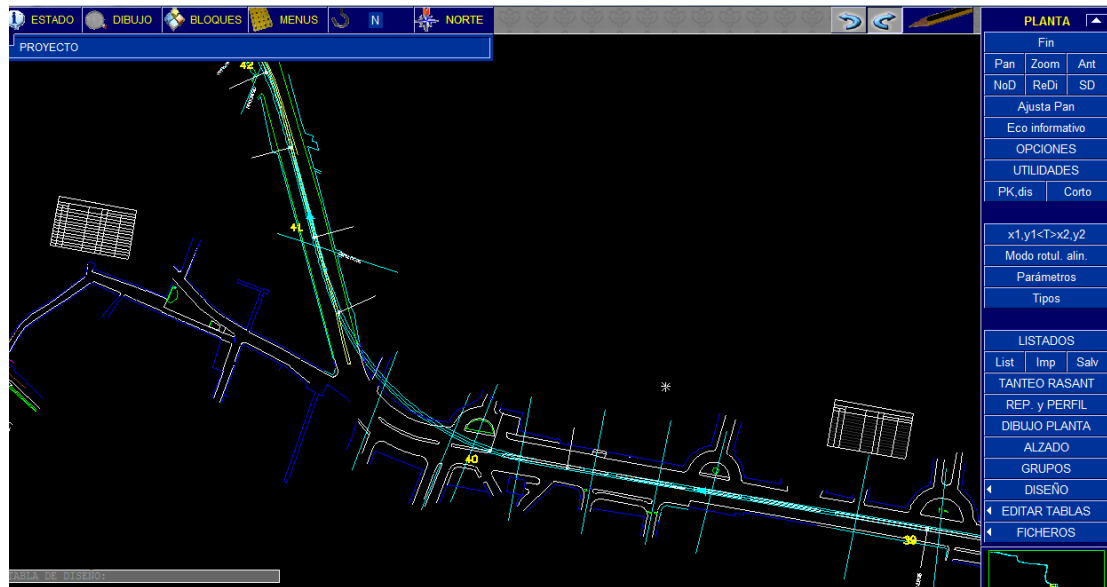 ESTADO DIBUJO BLOQUES MENUS N NORTE
PROYECTO
42
41
40
39
TABLA DE DISEÑO:
PLANTA
Fin
Pan Zoom Ant
NoD ReDi SD
Ajusta Pan
Eco informativo
OPCIONES
UTILIDADES
PK,dis Corto
x1,y1<T>x2,y2
Modo rotul. alin.
Parámetros
Tipos
LISTADOS
List Imp Salv
TANTEO RASANT
REP. y PERFIL
DIBUJO PLANTA
ALZADO
GRUPOS
DISEÑO
EDITAR TABLAS
FICHEROS